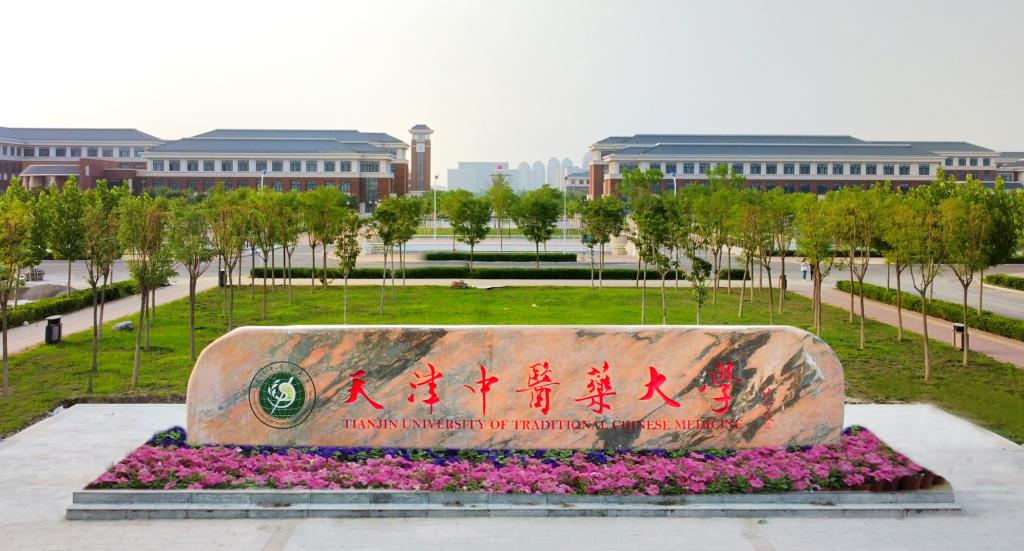 天津中醫藥大學
TIANJIN UNIVERSITY OF TRADITIONAL CHINESE MEDICINE